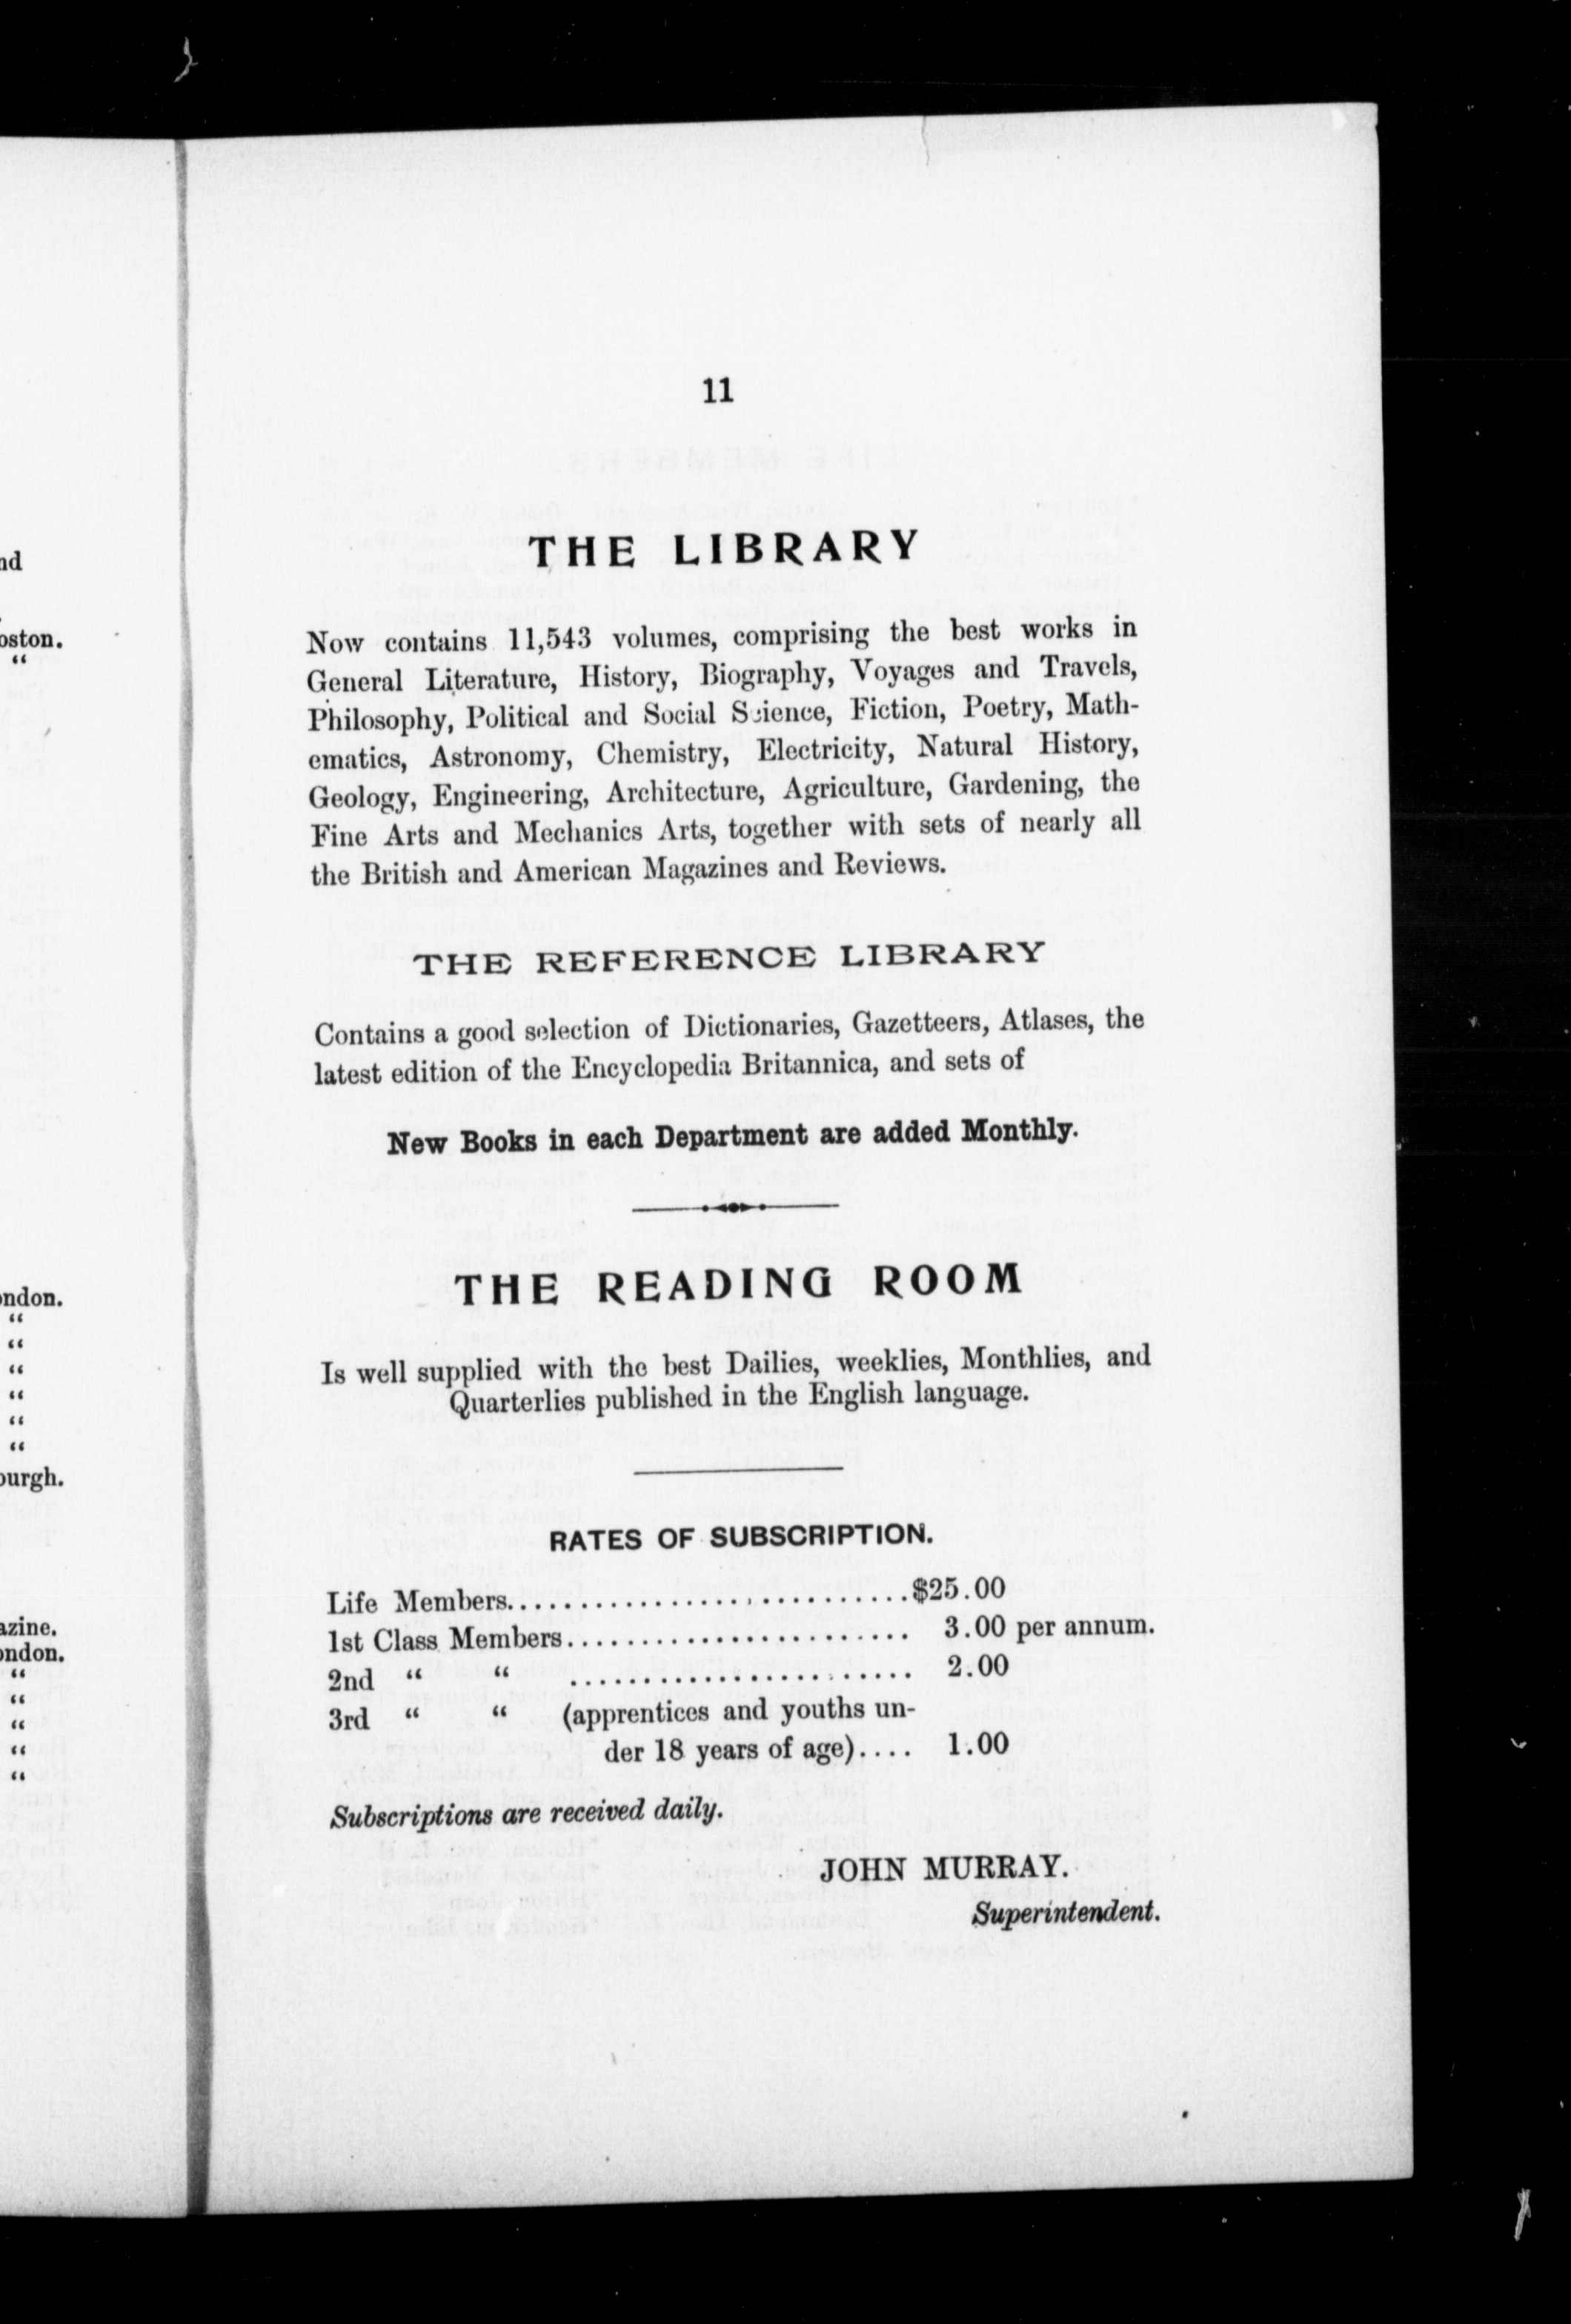 nd
oston.
“
ondon.
“
“
“
“
“
“
burgh.
azine.
ondon.
“
“
“
“
“
11
THE LIBRARY
Now contains 11,543 volumes, comprising the best works in
General Literature, History, Biography, Voyages and Travels,
Philosophy, Political and Social Science, Fiction, Poetry, Math-
ematics, Astronomy, Chemistry, Electricity, Natural History,
Geology, Engineering, Architecture, Agriculture, Gardening, the
Fine Arts and Mechanics Arts, together with sets of nearly all
the British and American Magazines and Reviews.
THE REFERENCE LIBRARY
Contains a good selection of Dictionaries, Gazetteers, Atlases, the
latest edition of the Encyclopedia Britannica, and sets of
New Books in each Department are added Monthly.
THE READING ROOM
Is well supplied with the best Dailies, weeklies, Monthlies, and
Quarterlies published in the English language.
RATES OF SUBSCRIPTION.
Life Members................................$25.00
1st Class Members........................ 3.00 per annum.
2nd “ “ ........................ 2.00
3rd “ “ (apprentices and youths un-
der 18 years of age).... 1.00
Subscriptions are received daily.
JOHN MURRAY.
Superintendent.